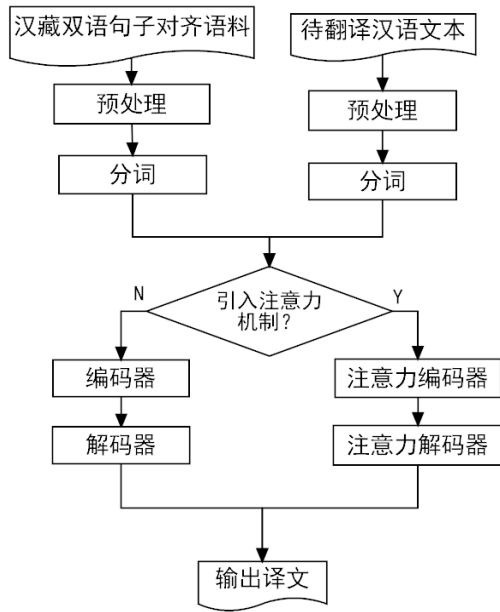 汉藏双语句子对齐语料
待翻译汉语文本
预处理
预处理
分词
分词
引入注意力
机制？
N
Y
编码器
注意力编码器
解码器
注意力解码器
输出译文